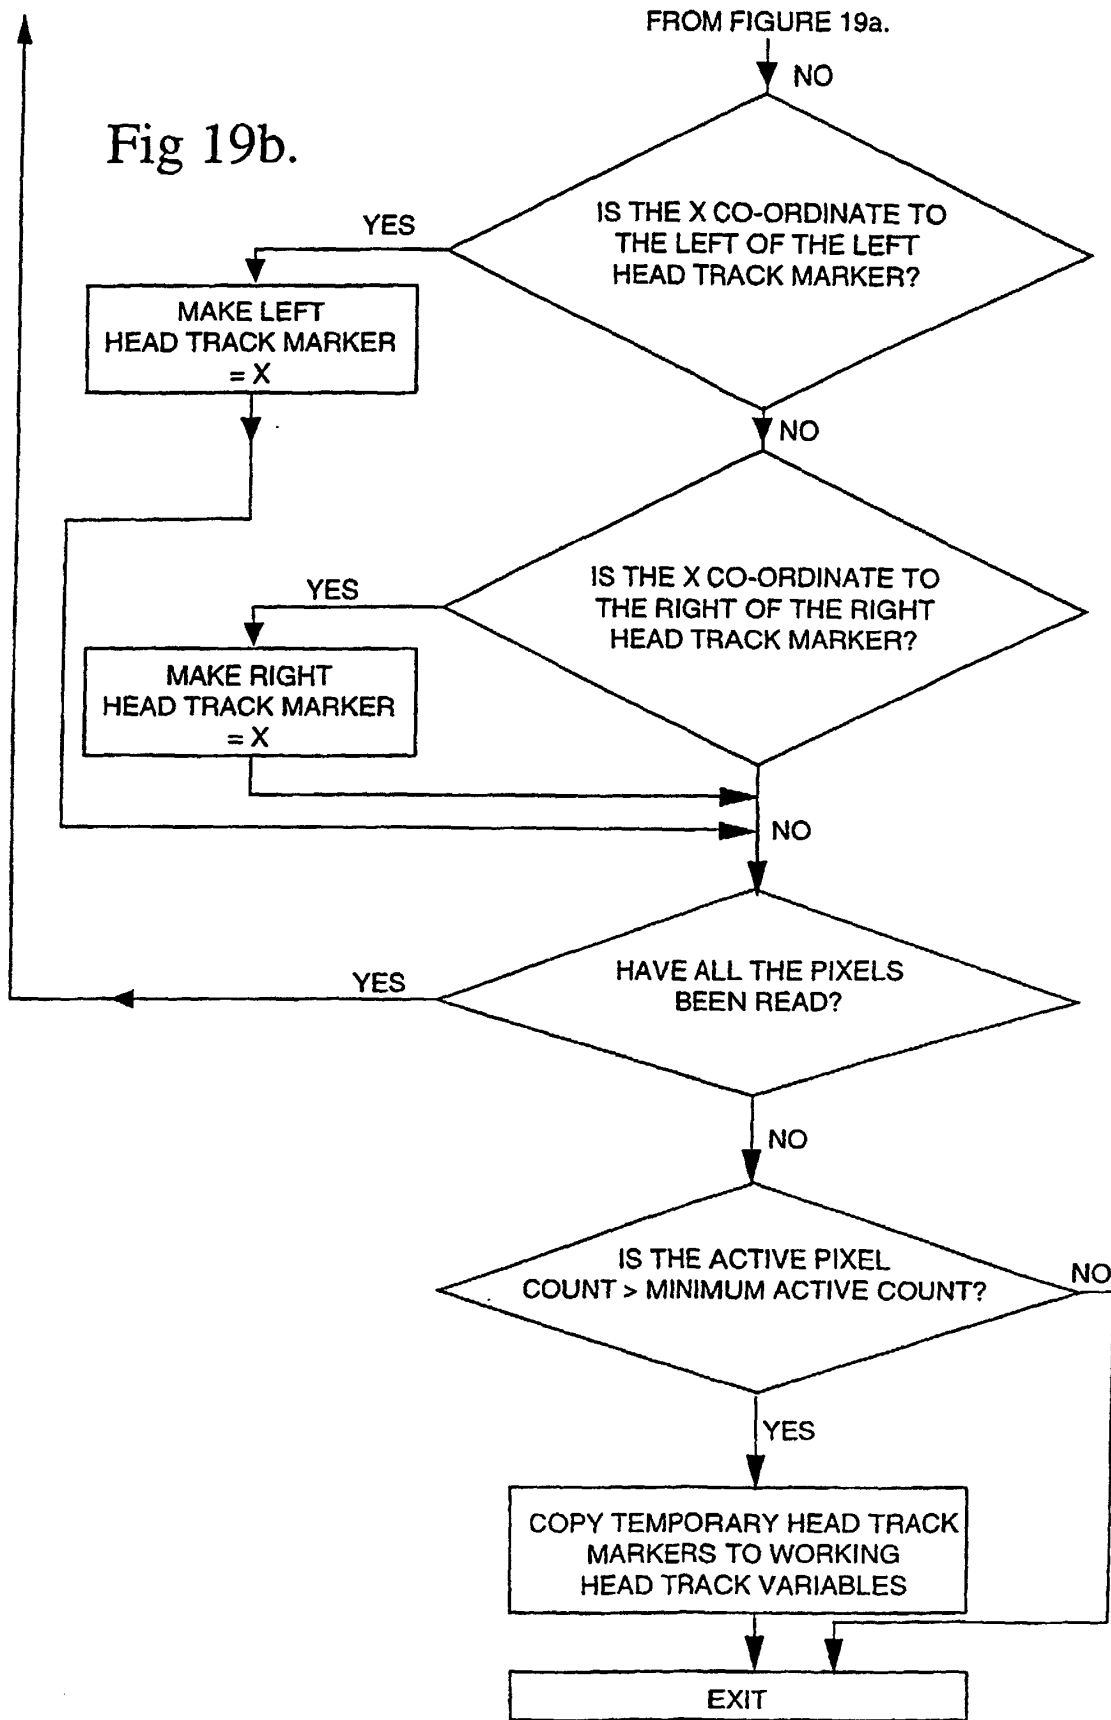 FROM FIGURE 19a.
NO
Fig 19b.
IS THE X CO-ORDINATE TO
THE LEFT OF THE LEFT
HEAD TRACK MARKER?
YES
MAKE LEFT
HEAD TRACK MARKER
= X
NO
IS THE X CO-ORDINATE TO
THE RIGHT OF THE RIGHT
HEAD TRACK MARKER?
YES
MAKE RIGHT
HEAD TRACK MARKER
= X
NO
HAVE ALL THE PIXELS
BEEN READ?
YES
NO
IS THE ACTIVE PIXEL
COUNT > MINIMUM ACTIVE COUNT?
NO
YES
COPY TEMPORARY HEAD TRACK
MARKERS TO WORKING
HEAD TRACK VARIABLES
EXIT